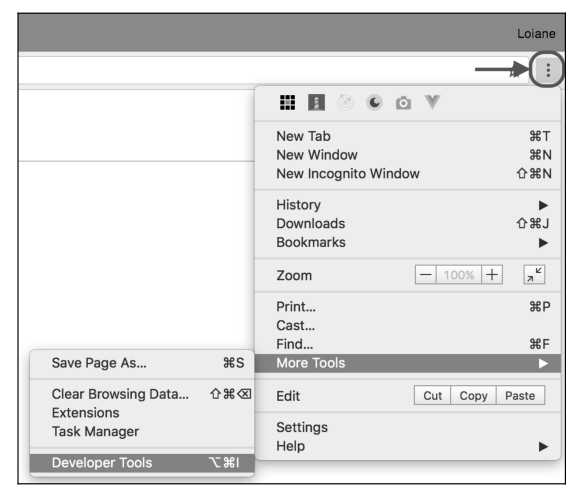 Loiane
New Tab ⌘T
New Window ⌘N
New Incognito Window ⇧⌘N
History ▶
Downloads ⇧⌘J
Bookmarks ▶
Zoom − 100% +
Print... ⌘P
Cast...
Find... ⌘F
More Tools ▶
Edit Cut Copy Paste
Settings
Help ▶
Save Page As... ⌘S
Clear Browsing Data... ⇧⌘⌫
Extensions
Task Manager
Developer Tools ⌥⌘I